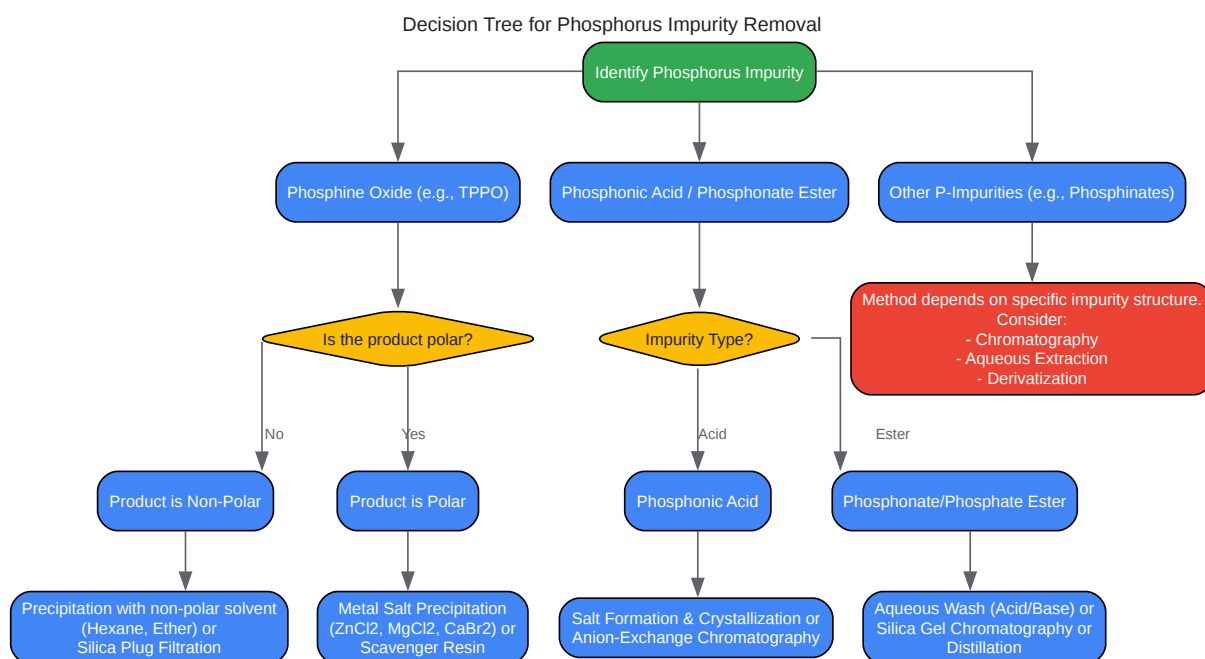 Decision Tree for Phosphorus Impurity Removal
Identify Phosphorus Impurity
Phosphine Oxide (e.g., TPPO)
Phosphonic Acid / Phosphonate Ester
Other P-Impurities (e.g., Phosphinates)
Method depends on specific impurity structure.
Consider:
- Chromatography
- Aqueous Extraction
- Derivatization
Is the product polar?
Impurity Type?
No
Yes
Acid
Ester
Product is Non-Polar
Product is Polar
Phosphonic Acid
Phosphonate/Phosphate Ester
Precipitation with non-polar solvent
(Hexane, Ether) or
Silica Plug Filtration
Metal Salt Precipitation
(ZnCl2, MgCl2, CaBr2) or
Scavenger Resin
Salt Formation & Crystallization or
Anion-Exchange Chromatography
Aqueous Wash (Acid/Base) or
Silica Gel Chromatography or
Distillation